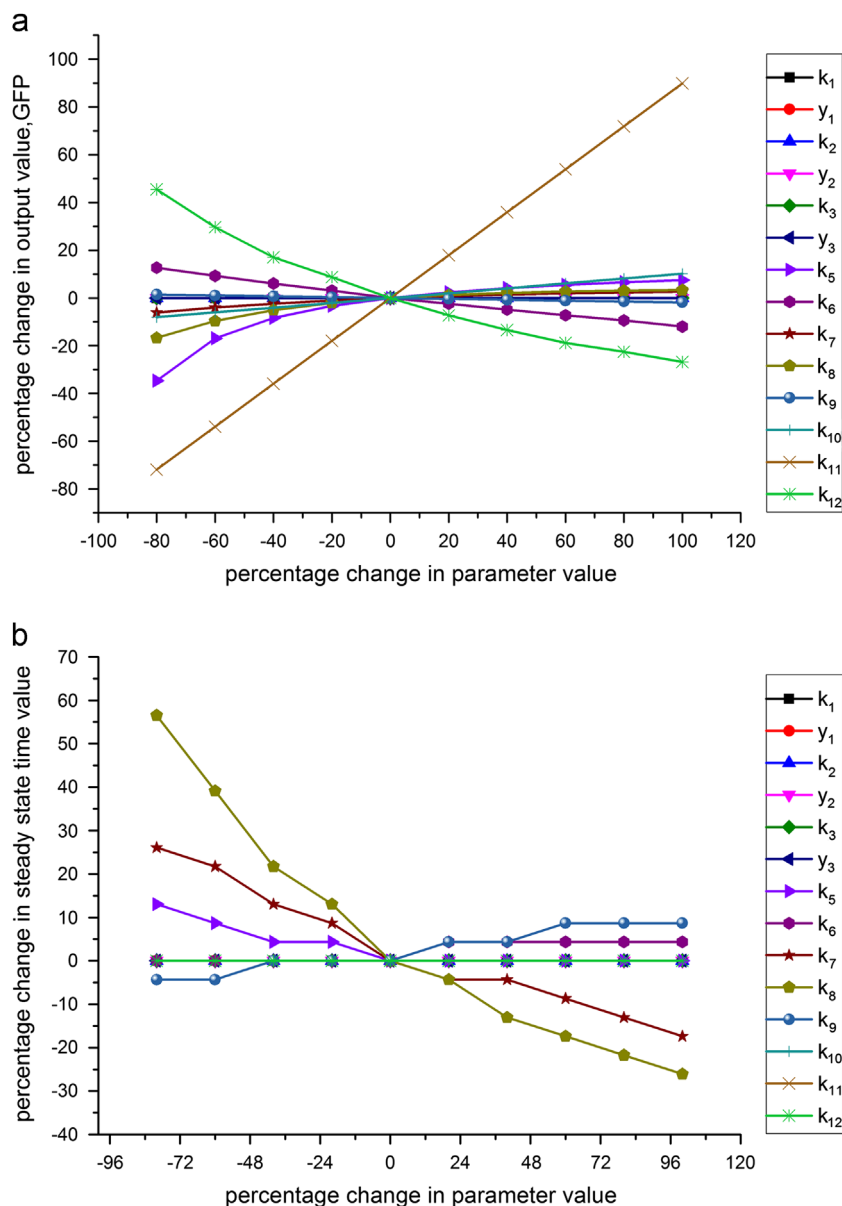 a
percentage change in output value,GFP
100
80
60
40
20
0
-20
-40
-60
-80
-100 -80 -60 -40 -20 0 20 40 60 80 100 120
percentage change in parameter value
k1
y1
k2
y2
k3
y3
k5
k6
k7
k8
k9
k10
k11
k12
b
percentage change in steady state time value
70
60
50
40
30
20
10
0
-10
-20
-30
-40
-96 -72 -48 -24 0 24 48 72 96 120
percentage change in parameter value
k1
y1
k2
y2
k3
y3
k5
k6
k7
k8
k9
k10
k11
k12